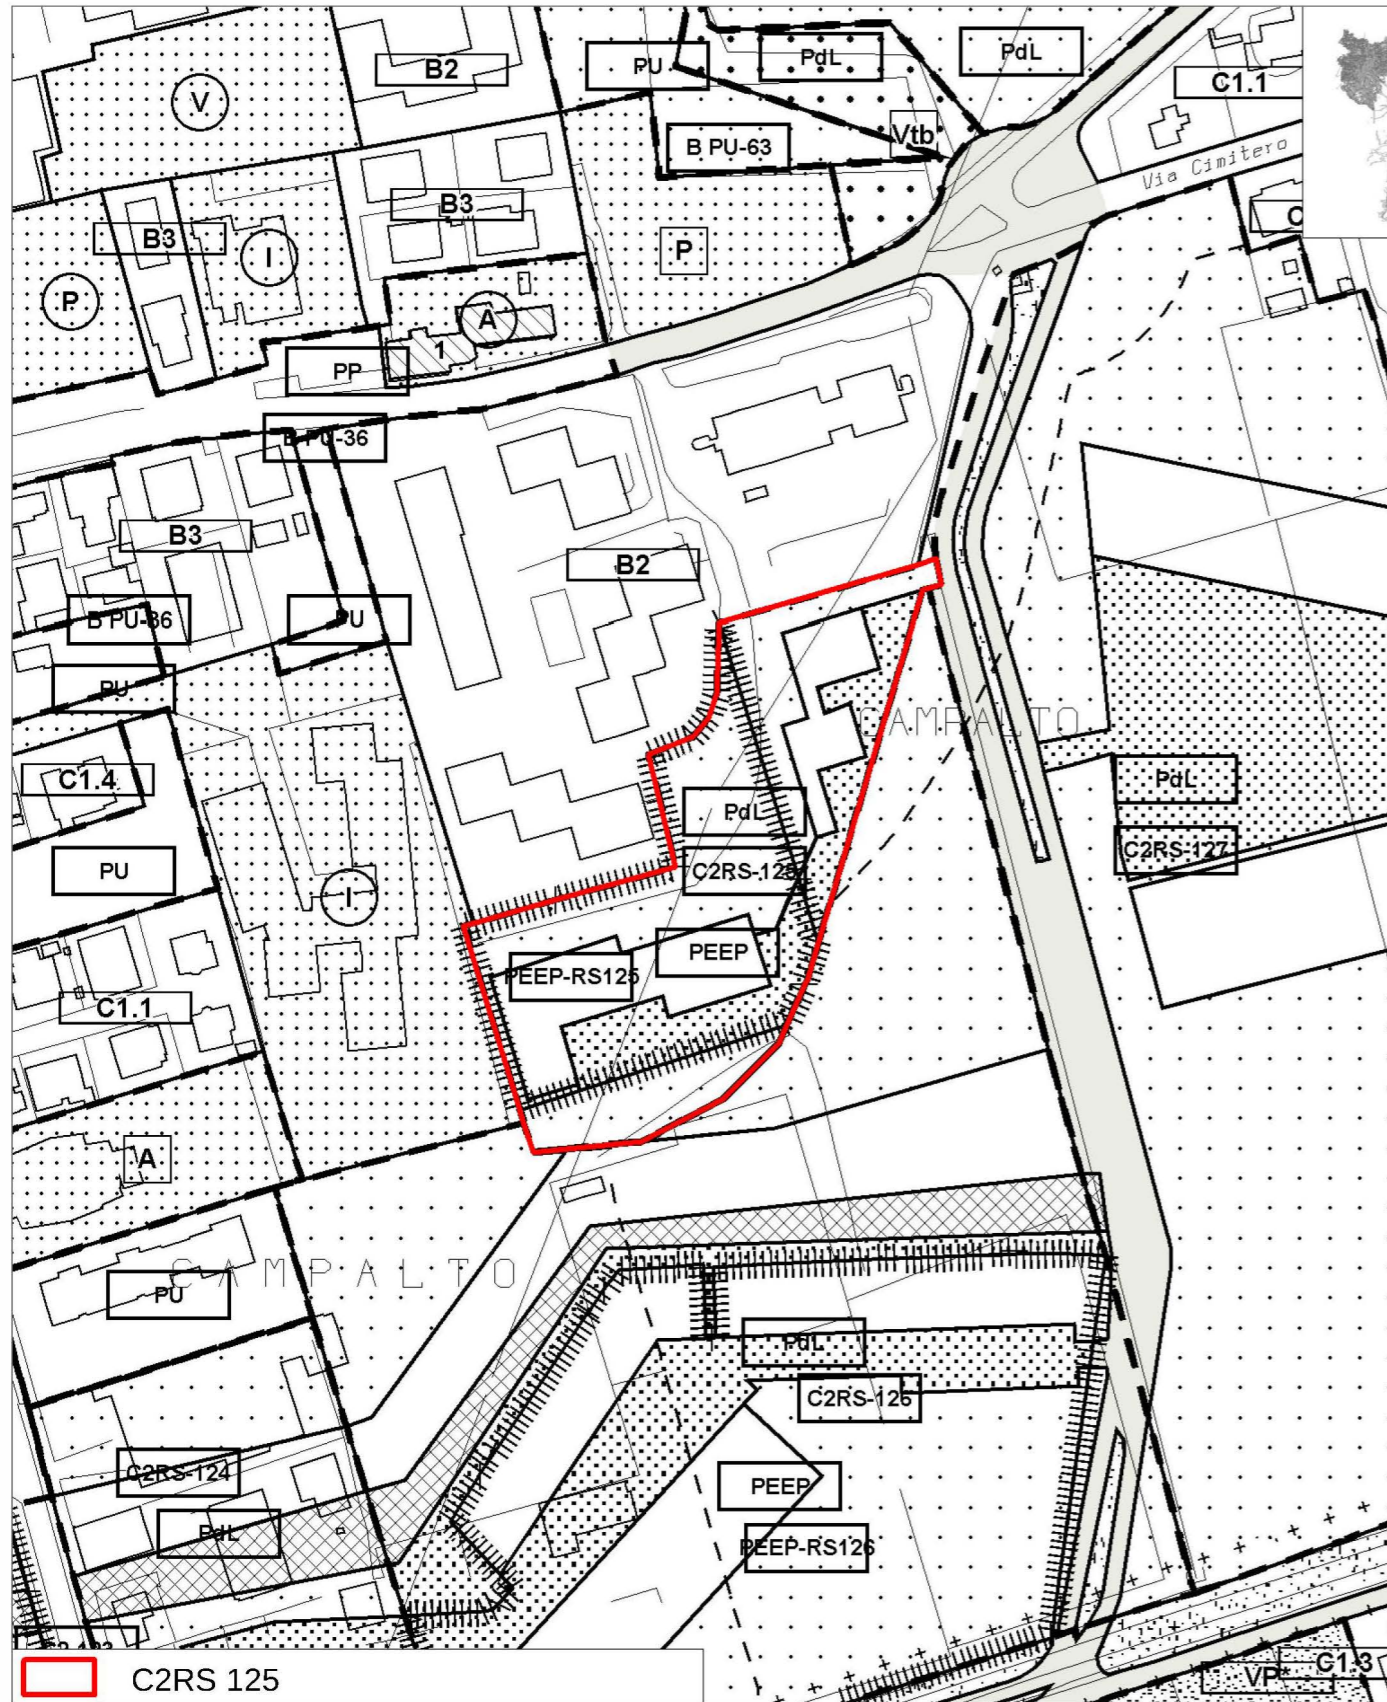 B2
PU
PdL
PdL
C1.1
V
Vtb
B PU-63
Via Cimitero
B3
B3
I
P
C
P
A
1
PP
B PU-36
B3
B2
B PU-36
PU
PU
CAMPALTO
C1.4
PdL
PdL
C2RS-127
PU
C2RS-125
I
PEEP
PEEP-RS125
C1.1
A
CAMPALTO
PU
PdL
C2RS-126
C2RS-124
PEEP
PdL
PEEP-RS126
C1.3
VP*
C2RS 125